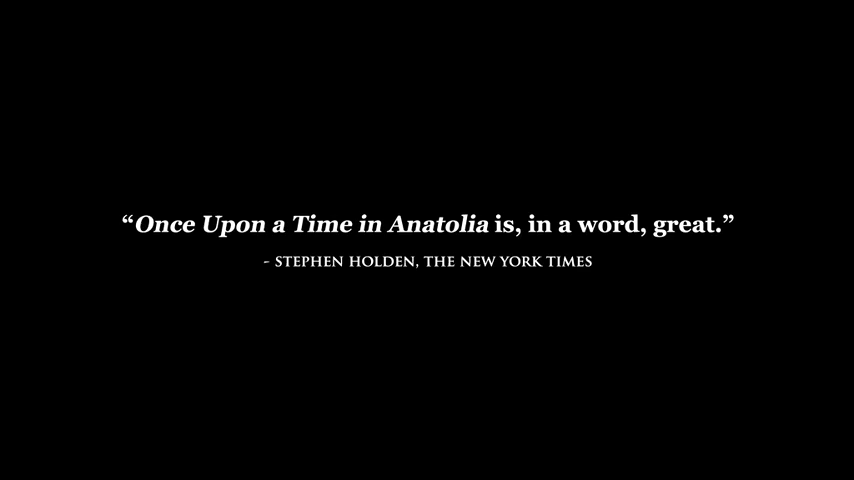 “Once Upon a Time in Anatolia is, in a word, great.”
- STEPHEN HOLDEN, THE NEW YORK TIMES